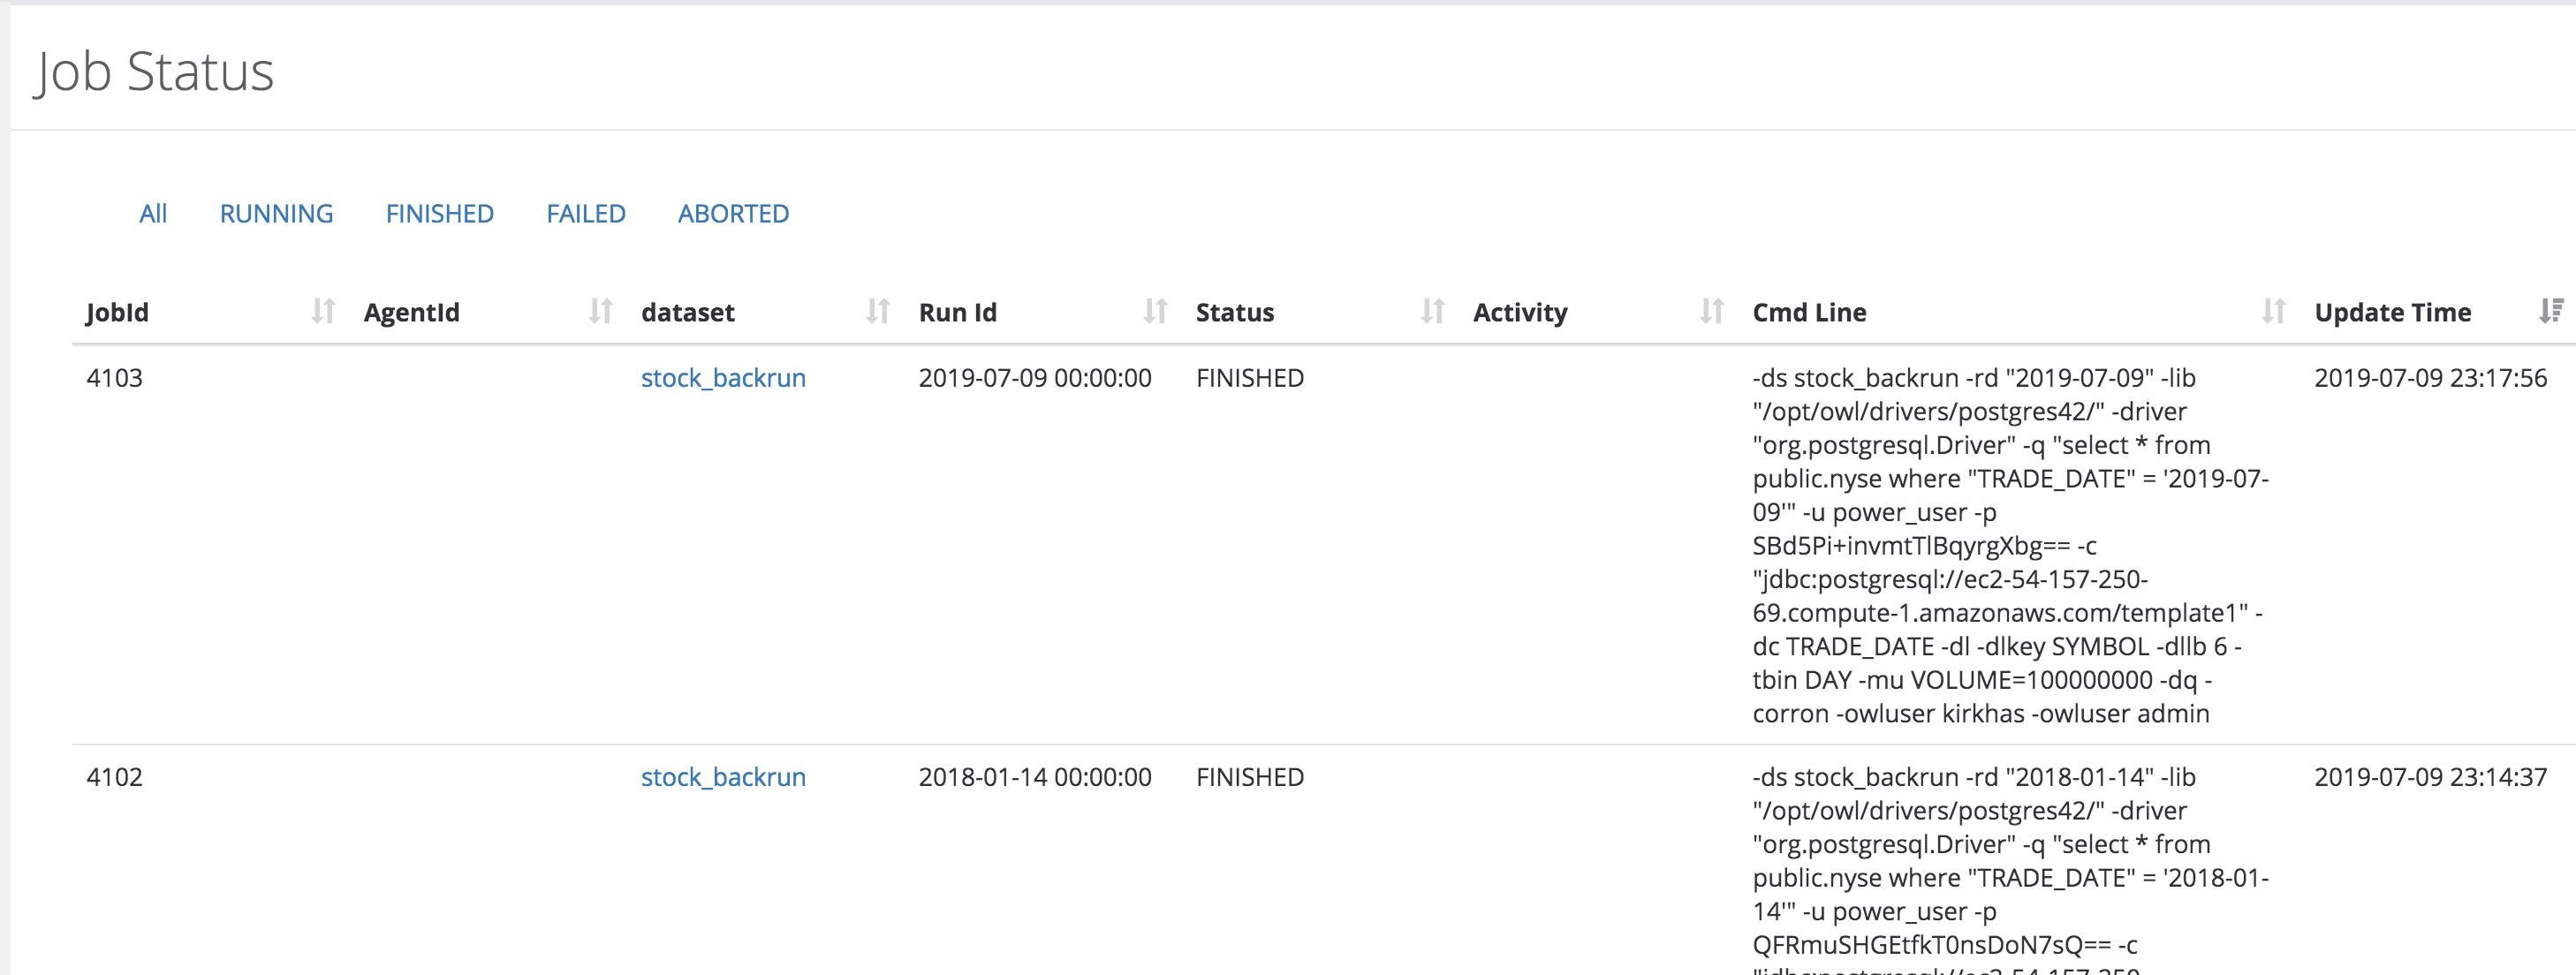 Job Status
All RUNNING FINISHED FAILED ABORTED
JobId AgentId dataset Run Id Status Activity Cmd Line Update Time
4103 stock_backrun 2019-07-09 00:00:00 FINISHED -ds stock_backrun -rd "2019-07-09" -lib 2019-07-09 23:17:56
"/opt/owl/drivers/postgres42/" -driver
"org.postgresql.Driver" -q "select * from
public.nyse where "TRADE_DATE" = '2019-07-
09'" -u power_user -p
SBd5Pi+invmtTlBqyrgXbg== -c
"jdbc:postgresql://ec2-54-157-250-
69.compute-1.amazonaws.com/template1" -
dc TRADE_DATE -dl -dlkey SYMBOL -dllb 6 -
tbin DAY -mu VOLUME=100000000 -dq -
corron -owluser kirkhas -owluser admin
4102 stock_backrun 2018-01-14 00:00:00 FINISHED -ds stock_backrun -rd "2018-01-14" -lib 2019-07-09 23:14:37
"/opt/owl/drivers/postgres42/" -driver
"org.postgresql.Driver" -q "select * from
public.nyse where "TRADE_DATE" = '2018-01-
14'" -u power_user -p
QFRmuSHGEtfkT0nsDoN7sQ== -c